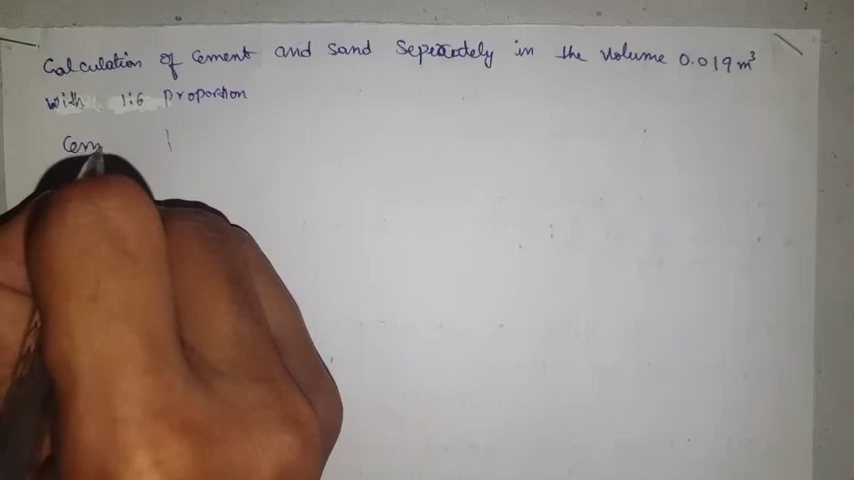 Calculation of Cement and Sand Seperately in the Volume 0.019 m³
with 1:6 Proportion
Cem